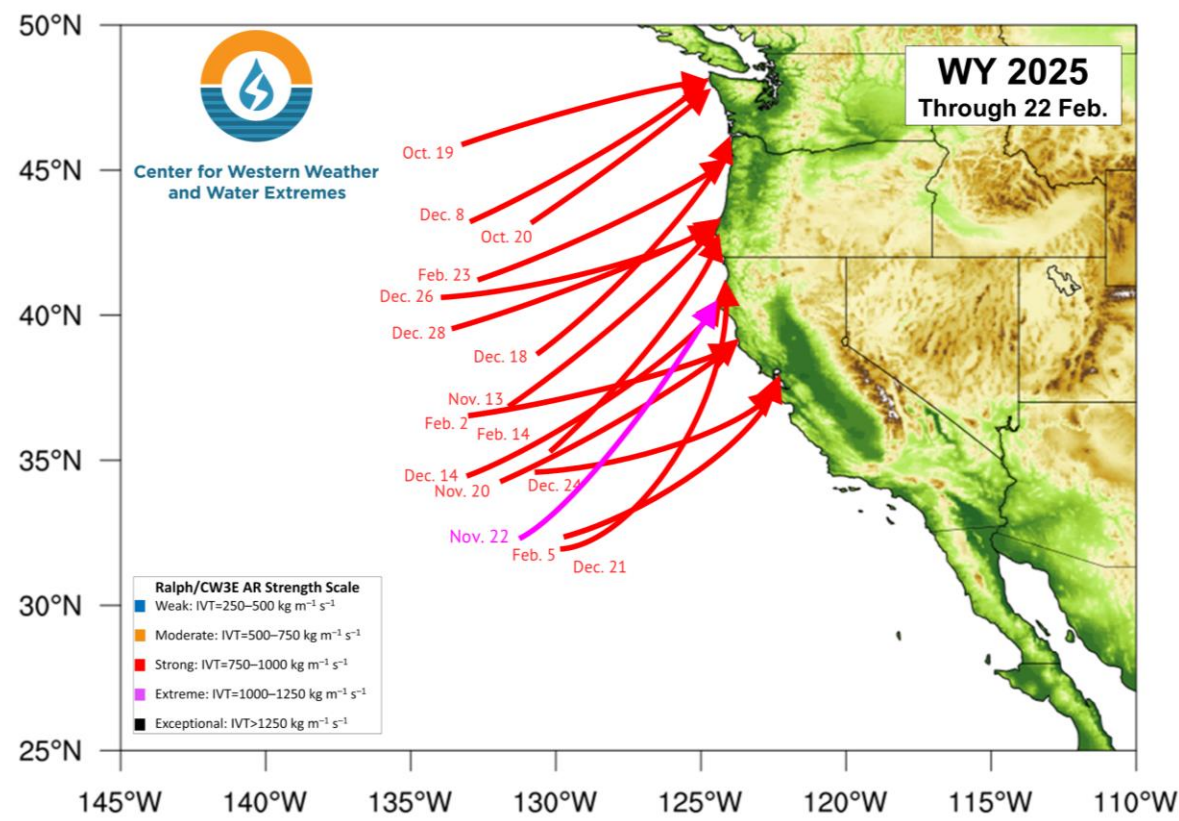 50°N
45°N
40°N
35°N
30°N
25°N
145°W
140°W
135°W
130°W
125°W
120°W
115°W
110°W
Center for Western Weather
and Water Extremes
WY 2025
Through 22 Feb.
Oct. 19
Dec. 8
Oct. 20
Feb. 23
Dec. 26
Dec. 28
Dec. 18
Nov. 13
Feb. 2
Feb. 14
Dec. 14
Nov. 20
Dec. 24
Nov. 22
Feb. 5
Dec. 21
Ralph/CW3E AR Strength Scale
Weak: IVT=250–500 kg m⁻¹ s⁻¹
Moderate: IVT=500–750 kg m⁻¹ s⁻¹
Strong: IVT=750–1000 kg m⁻¹ s⁻¹
Extreme: IVT=1000–1250 kg m⁻¹ s⁻¹
Exceptional: IVT>1250 kg m⁻¹ s⁻¹